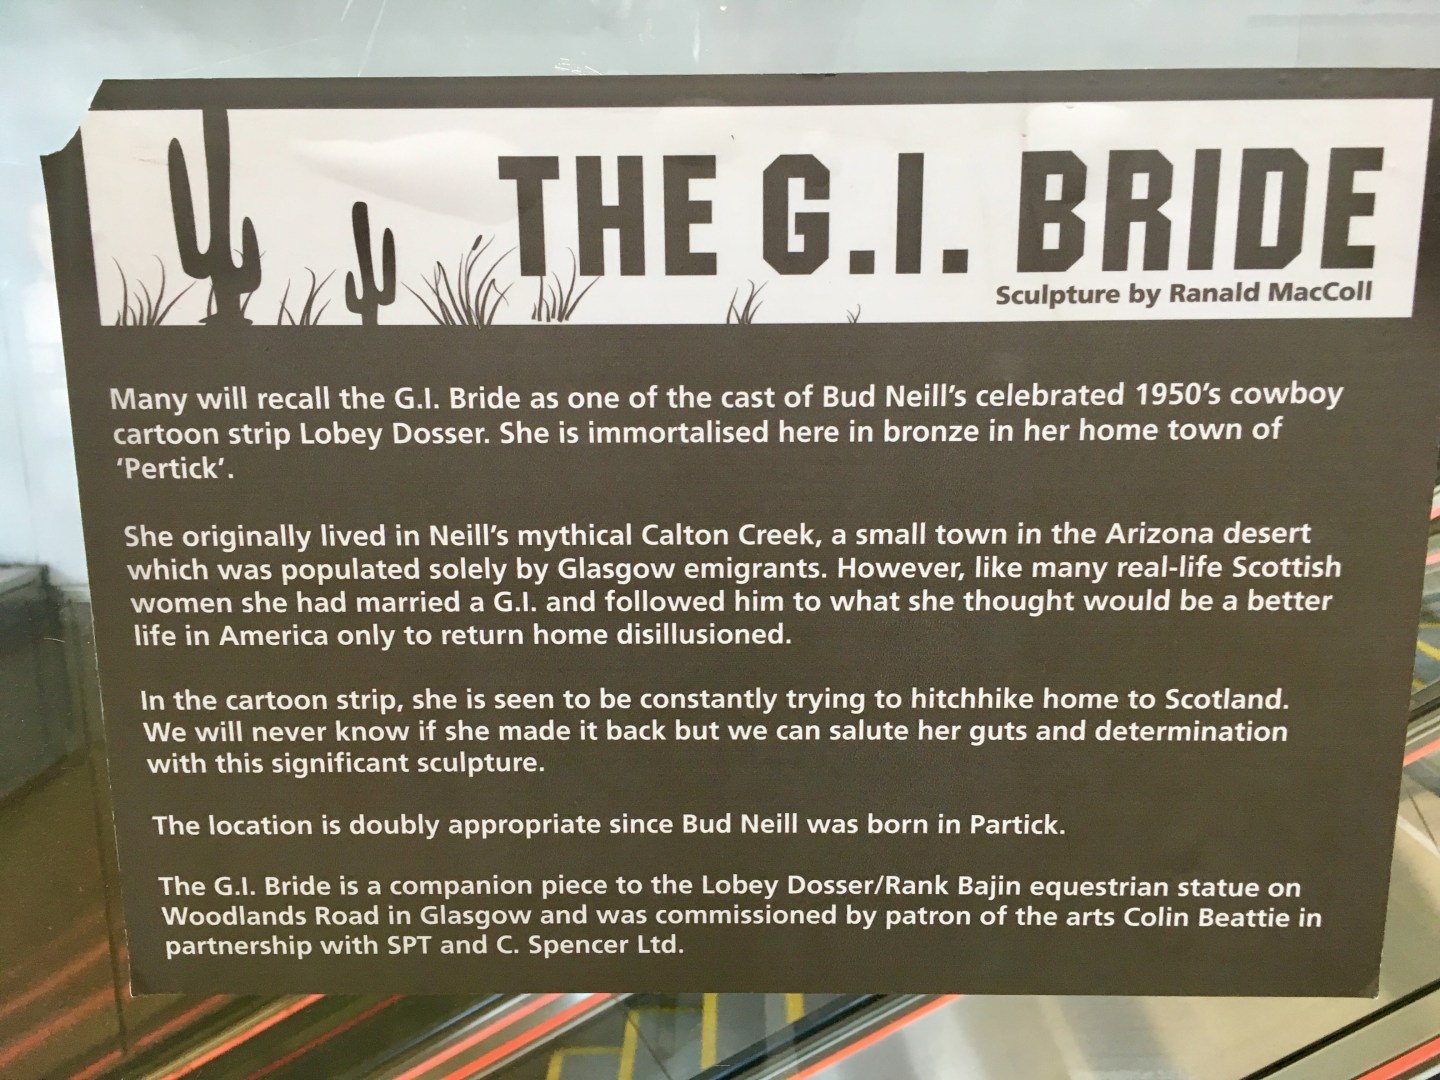 THE G.I. BRIDE
Sculpture by Ranald MacColl
Many will recall the G.I. Bride as one of the cast of Bud Neill's celebrated 1950's cowboy
cartoon strip Lobey Dosser. She is immortalised here in bronze in her home town of
'Pertick'.
She originally lived in Neill's mythical Calton Creek, a small town in the Arizona desert
which was populated solely by Glasgow emigrants. However, like many real-life Scottish
women she had married a G.I. and followed him to what she thought would be a better
life in America only to return home disillusioned.
In the cartoon strip, she is seen to be constantly trying to hitchhike home to Scotland.
We will never know if she made it back but we can salute her guts and determination
with this significant sculpture.
The location is doubly appropriate since Bud Neill was born in Partick.
The G.I. Bride is a companion piece to the Lobey Dosser/Rank Bajin equestrian statue on
Woodlands Road in Glasgow and was commissioned by patron of the arts Colin Beattie in
partnership with SPT and C. Spencer Ltd.